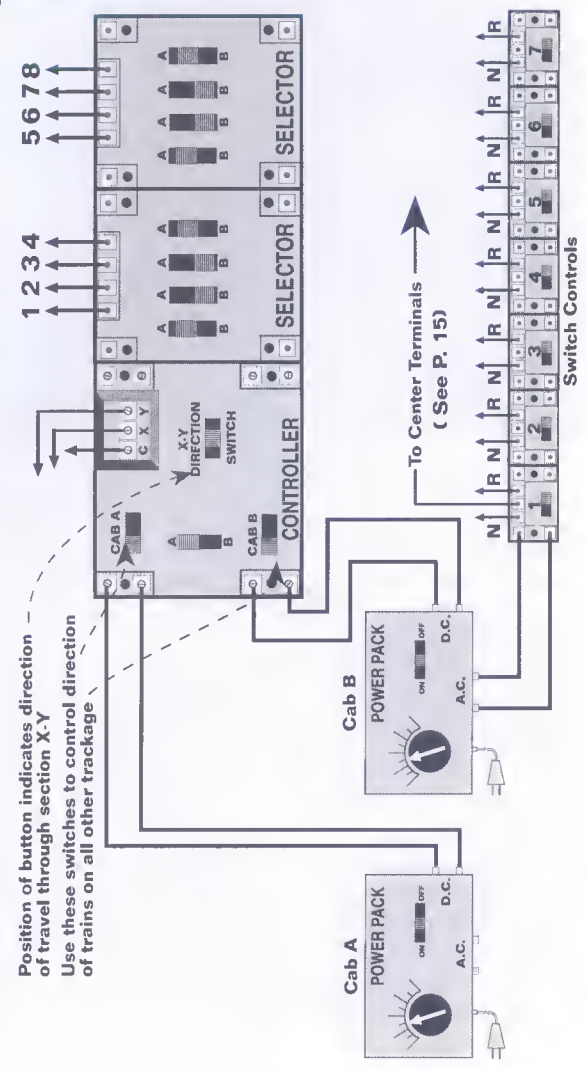 Position of button indicates direction
of travel through section X-Y
Use these switches to control direction
of trains on all other trackage
C X Y
1 2 3 4
5 6 7 8
CAB A
X-Y
DIRECTION
SWITCH
A
B
CAB B
CONTROLLER
A A A A
B B B B
SELECTOR
A A A A
B B B B
SELECTOR
Cab A
POWER PACK
ON OFF
D.C.
A.C.
Cab B
POWER PACK
ON OFF
D.C.
A.C.
To Center Terminals
( See P. 15)
N R N R N R N R N R N R N R
1 2 3 4 5 6 7
Switch Controls